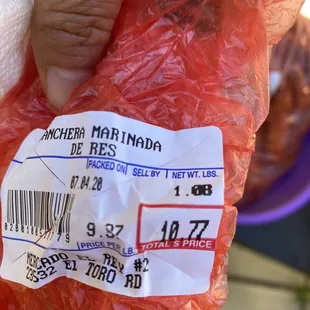 ANCHERA MARINADA
DE RES
PACKED ON SELL BY NET WT. LBS.
07.04.20 1.08
9.97 10.77
PRICE PER LB. TOTAL $ PRICE
MERCADO EL REY #2
23532 El TORO RD